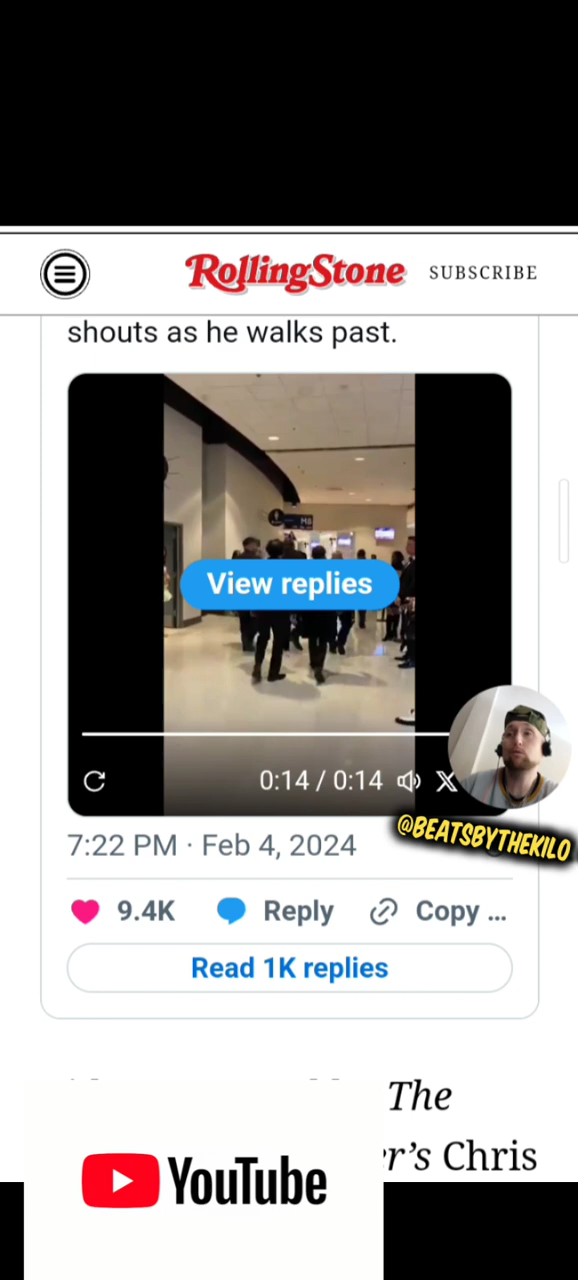 RollingStone SUBSCRIBE
shouts as he walks past.
View replies
0:14 / 0:14 X
@BEATSBYTHEKILO
7:22 PM · Feb 4, 2024
9.4K Reply Copy ...
Read 1K replies
The
er's Chris
YouTube